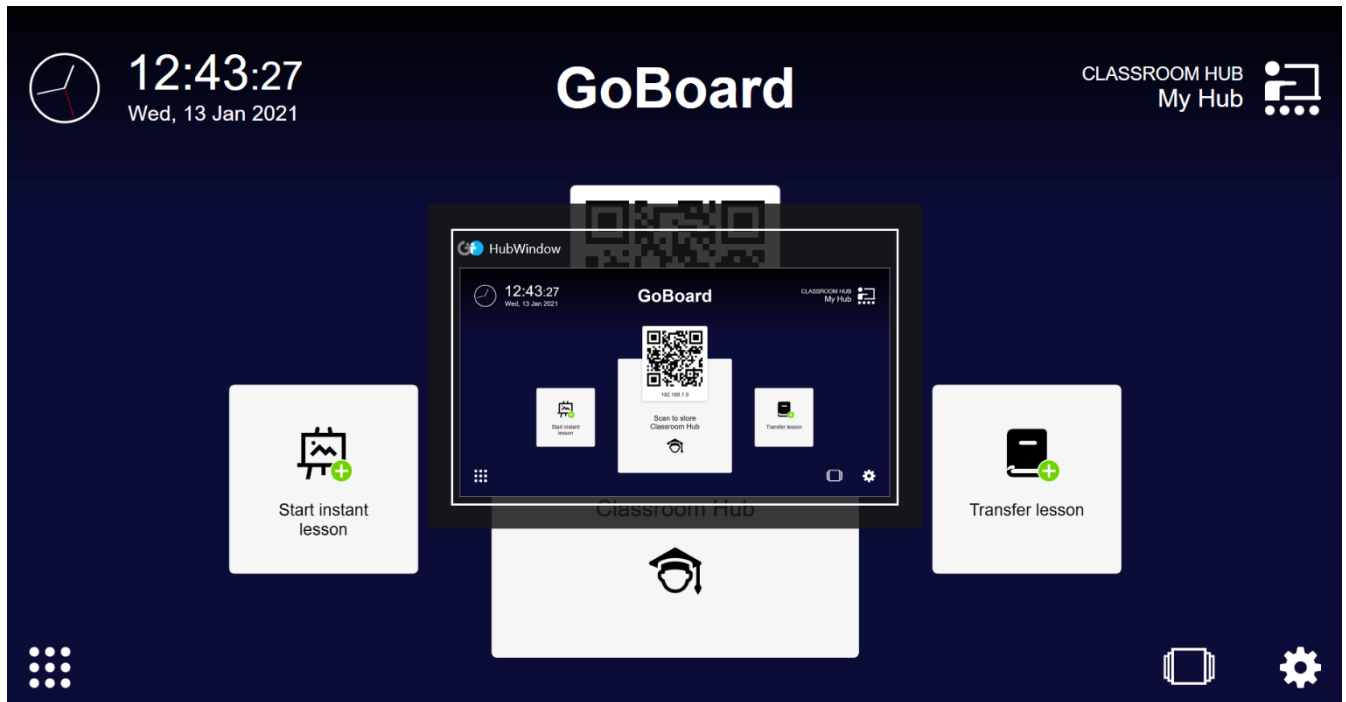 12:43:27
Wed, 13 Jan 2021
GoBoard
CLASSROOM HUB
My Hub
HubWindow
12:43:27
Wed, 13 Jan 2021
GoBoard
CLASSROOM HUB
My Hub
192.168.1.9
Start instant
lesson
Scan to store
Classroom Hub
Transfer lesson
Start instant
lesson
Classroom Hub
Transfer lesson